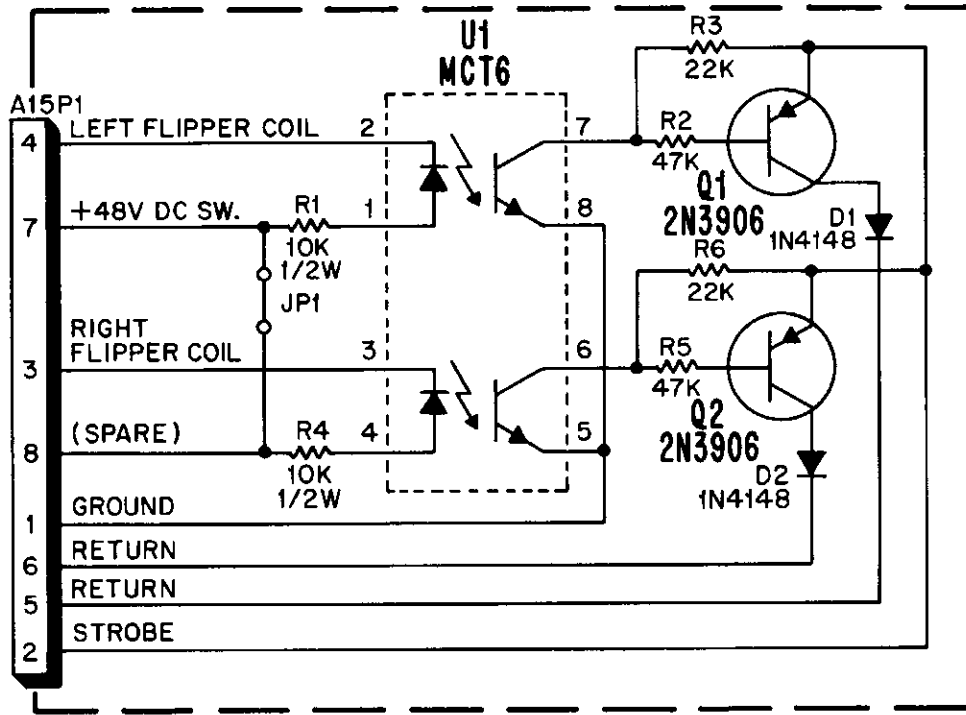 U1
MCT6
R3
22K
A15P1
4
LEFT FLIPPER COIL
2
7
R2
47K
Q1
2N3906
7
+48V DC SW.
R1
10K
1/2W
1
8
D1
1N4148
JP1
R6
22K
3
RIGHT
FLIPPER COIL
3
6
R5
47K
Q2
2N3906
8
(SPARE)
R4
10K
1/2W
4
5
D2
1N4148
1
GROUND
6
RETURN
5
RETURN
2
STROBE